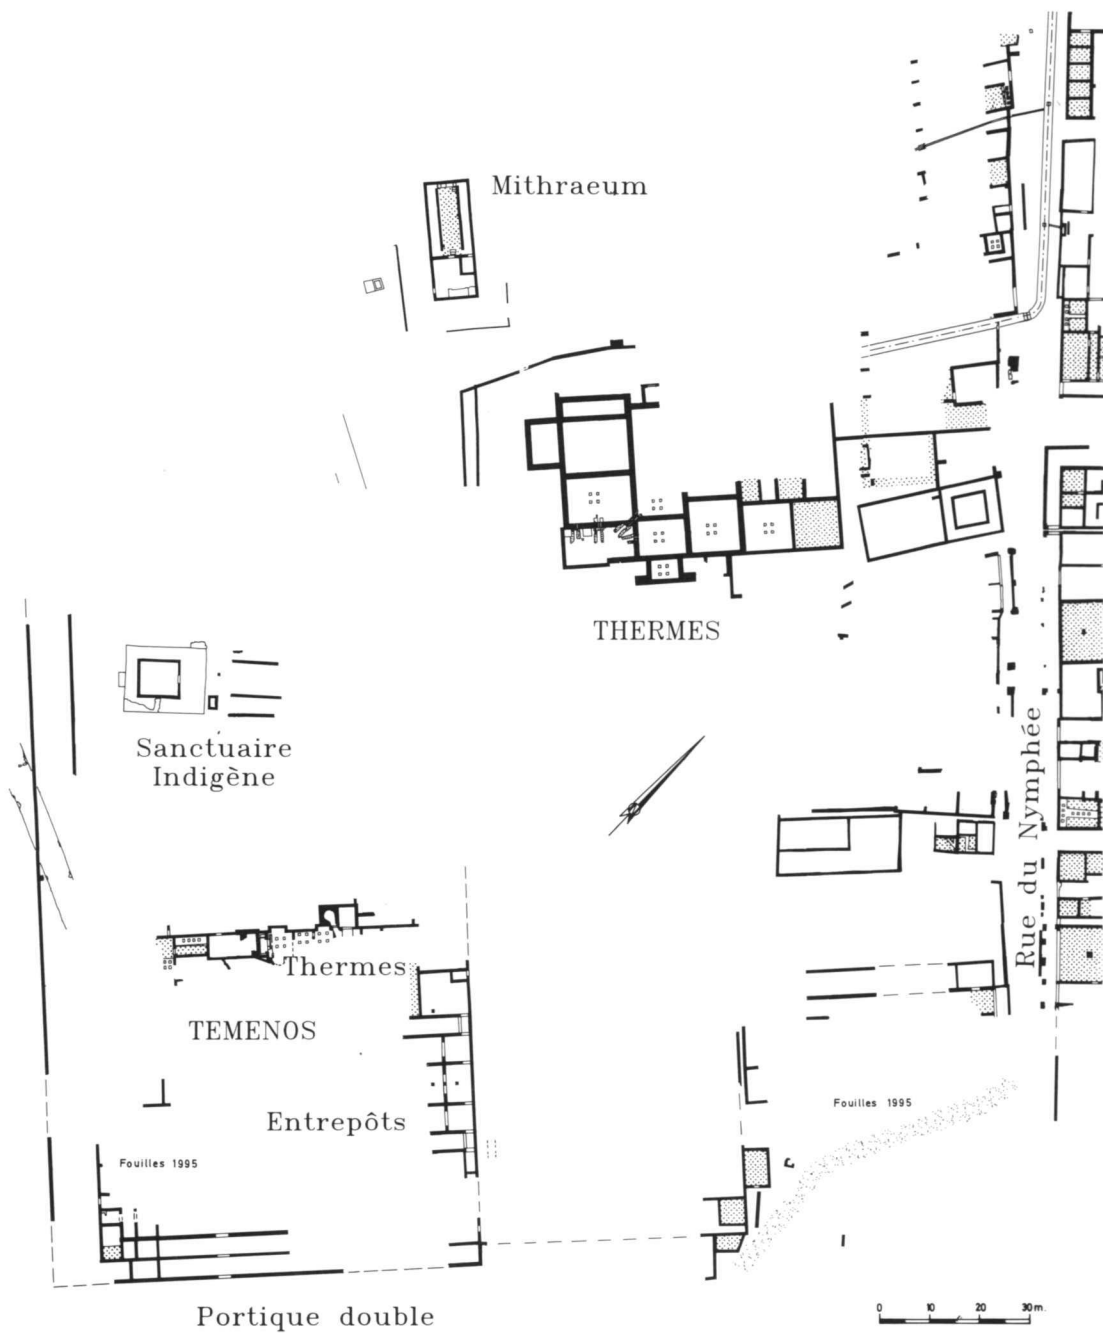 Mithraeum
THERMES
Sanctuaire
Indigène
Rue du Nymphée
Thermes
TEMENOS
Entrepôts
Fouilles 1995
Fouilles 1995
Portique double
0 10 20 30 m.